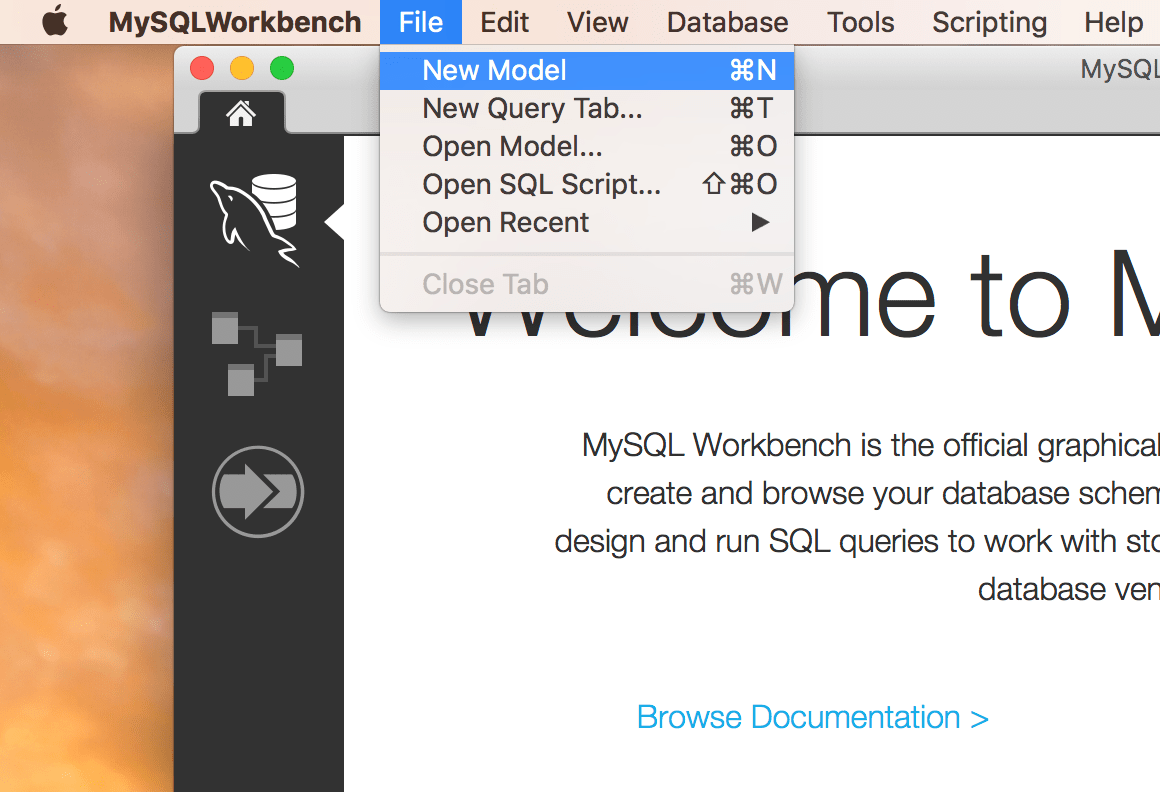 MySQLWorkbench File Edit View Database Tools Scripting Help
New Model ⌘N
New Query Tab... ⌘T
Open Model... ⌘O
Open SQL Script... ⇧⌘O
Open Recent ▶
Close Tab ⌘W
MySQL
Welcome to M
MySQL Workbench is the official graphical
create and browse your database schem
design and run SQL queries to work with sto
database ven
Browse Documentation >